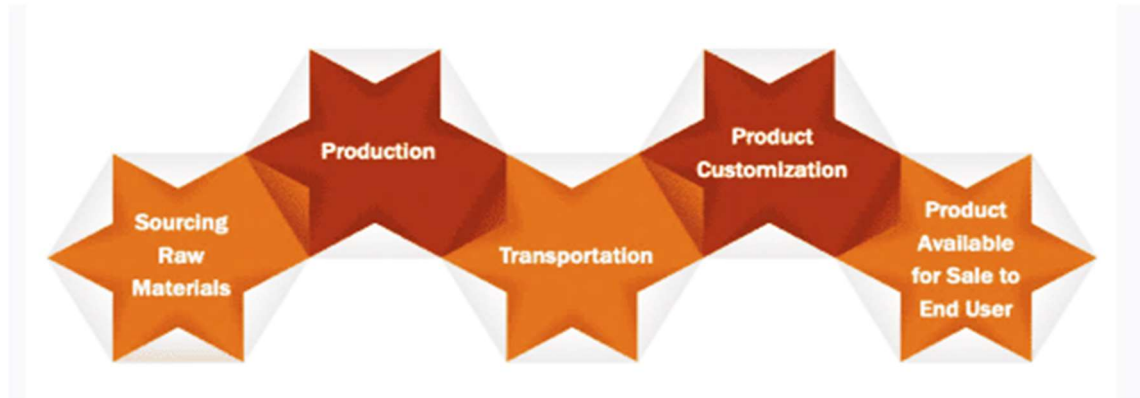 Sourcing
Raw
Materials
Production
Transportation
Product
Customization
Product
Available
for Sale to
End User